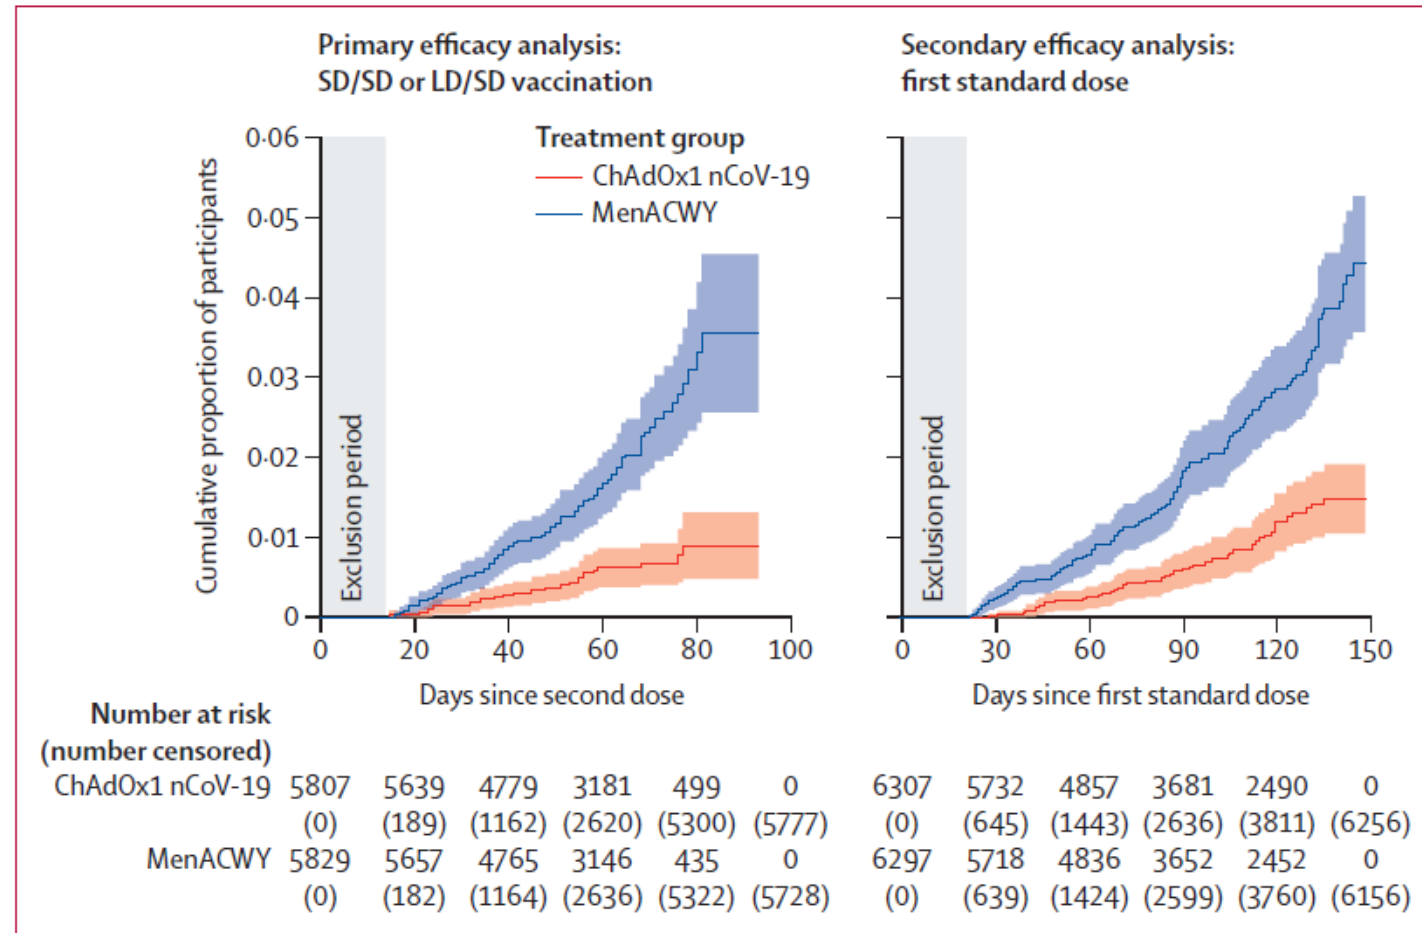 Primary efficacy analysis:
SD/SD or LD/SD vaccination
Secondary efficacy analysis:
first standard dose
Cumulative proportion of participants
0·06
0·05
0·04
0·03
0·02
0·01
0
Exclusion period
Treatment group
ChAdOx1 nCoV-19
MenACWY
0 20 40 60 80 100
Days since second dose
Exclusion period
0 30 60 90 120 150
Days since first standard dose
Number at risk
(number censored)
ChAdOx1 nCoV-19 5807 5639 4779 3181 499 0 6307 5732 4857 3681 2490 0
(0) (189) (1162) (2620) (5300) (5777) (0) (645) (1443) (2636) (3811) (6256)
MenACWY 5829 5657 4765 3146 435 0 6297 5718 4836 3652 2452 0
(0) (182) (1164) (2636) (5322) (5728) (0) (639) (1424) (2599) (3760) (6156)